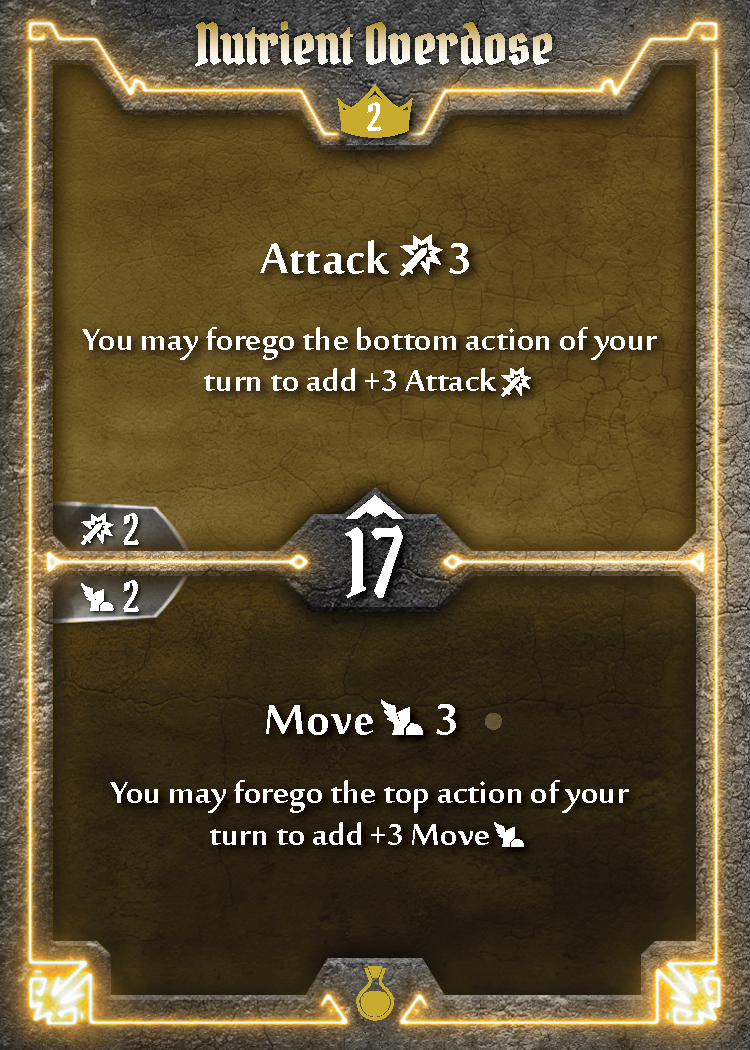 Nutrient Overdose
2
Attack 3
You may forego the bottom action of your
turn to add +3 Attack
2
17
2
Move 3
You may forego the top action of your
turn to add +3 Move